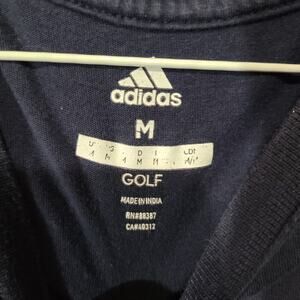 adidas
M
GOLF
MADE IN INDIA
RN#88387
CA#40312